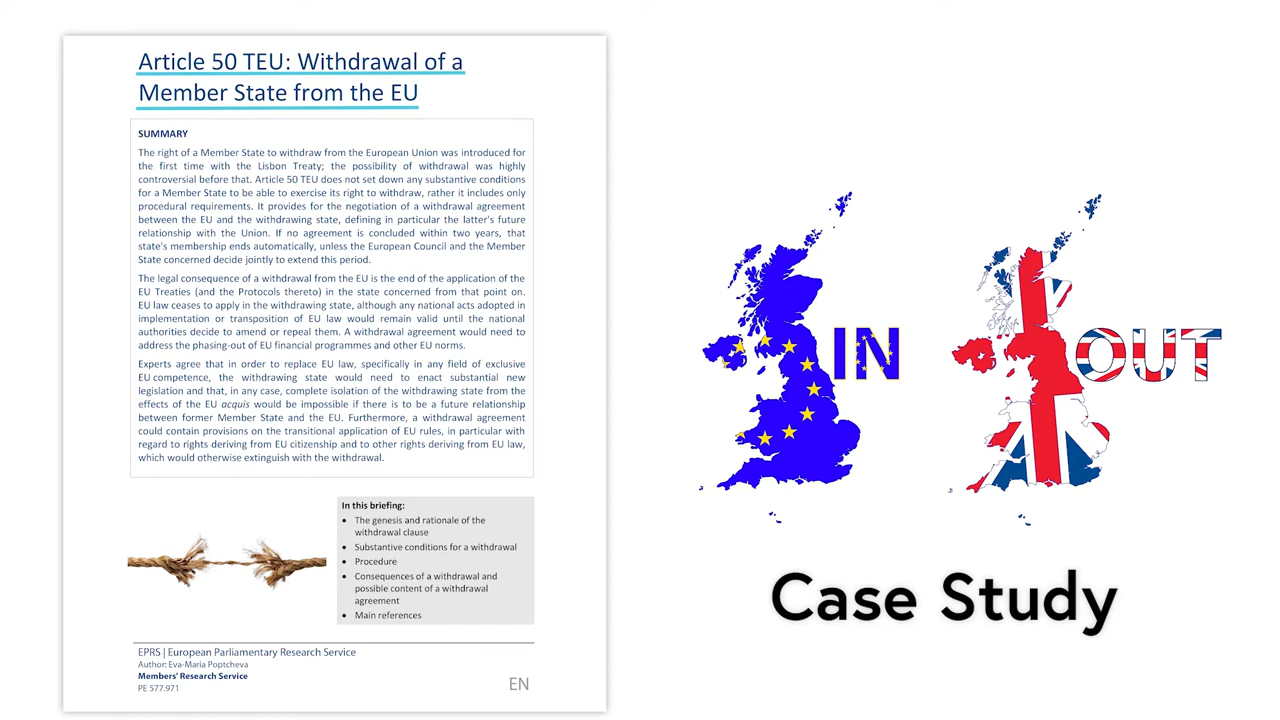 Article 50 TEU: Withdrawal of a
Member State from the EU
SUMMARY
The right of a Member State to withdraw from the European Union was introduced for
the first time with the Lisbon Treaty; the possibility of withdrawal was highly
controversial before that. Article 50 TEU does not set down any substantive conditions
for a Member State to be able to exercise its right to withdraw, rather it includes only
procedural requirements. It provides for the negotiation of a withdrawal agreement
between the EU and the withdrawing state, defining in particular the latter's future
relationship with the Union. If no agreement is concluded within two years, that
state's membership ends automatically, unless the European Council and the Member
State concerned decide jointly to extend this period.
The legal consequence of a withdrawal from the EU is the end of the application of the
EU Treaties (and the Protocols thereto) in the state concerned from that point on.
EU law ceases to apply in the withdrawing state, although any national acts adopted in
implementation or transposition of EU law would remain valid until the national
authorities decide to amend or repeal them. A withdrawal agreement would need to
address the phasing-out of EU financial programmes and other EU norms.
Experts agree that in order to replace EU law, specifically in any field of exclusive
EU competence, the withdrawing state would need to enact substantial new
legislation and that, in any case, complete isolation of the withdrawing state from the
effects of the EU acquis would be impossible if there is to be a future relationship
between former Member State and the EU. Furthermore, a withdrawal agreement
could contain provisions on the transitional application of EU rules, in particular with
regard to rights deriving from EU citizenship and to other rights deriving from EU law,
which would otherwise extinguish with the withdrawal.
In this briefing:
• The genesis and rationale of the
withdrawal clause
• Substantive conditions for a withdrawal
• Procedure
• Consequences of a withdrawal and
possible content of a withdrawal
agreement
• Main references
EPRS | European Parliamentary Research Service
Author: Eva-Maria Poptcheva
Members' Research Service
PE 577.971
EN
IN
OUT
Case Study